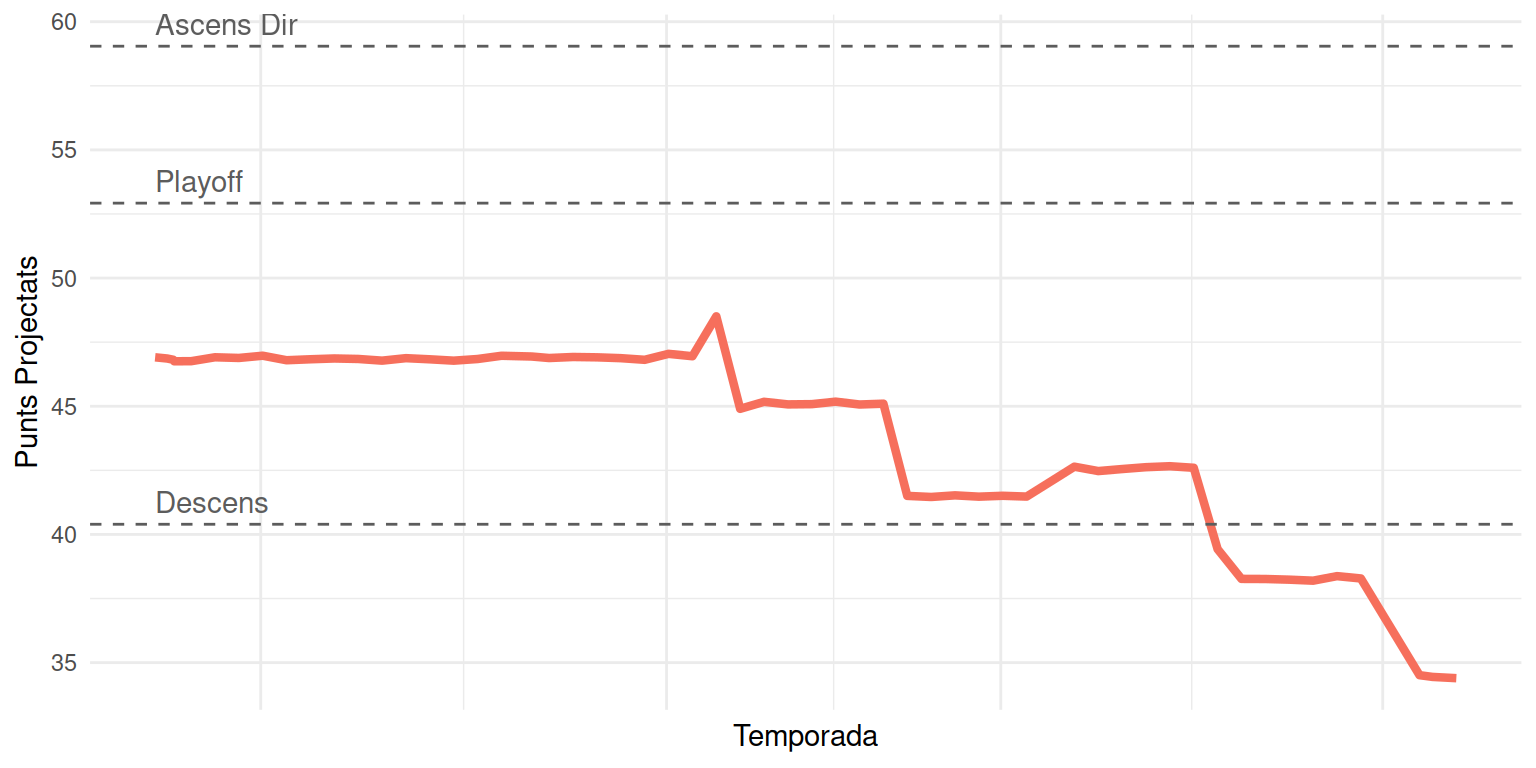 60
Ascens Dir
55
Playoff
50
45
Descens
40
35
Punts Projectats
Temporada